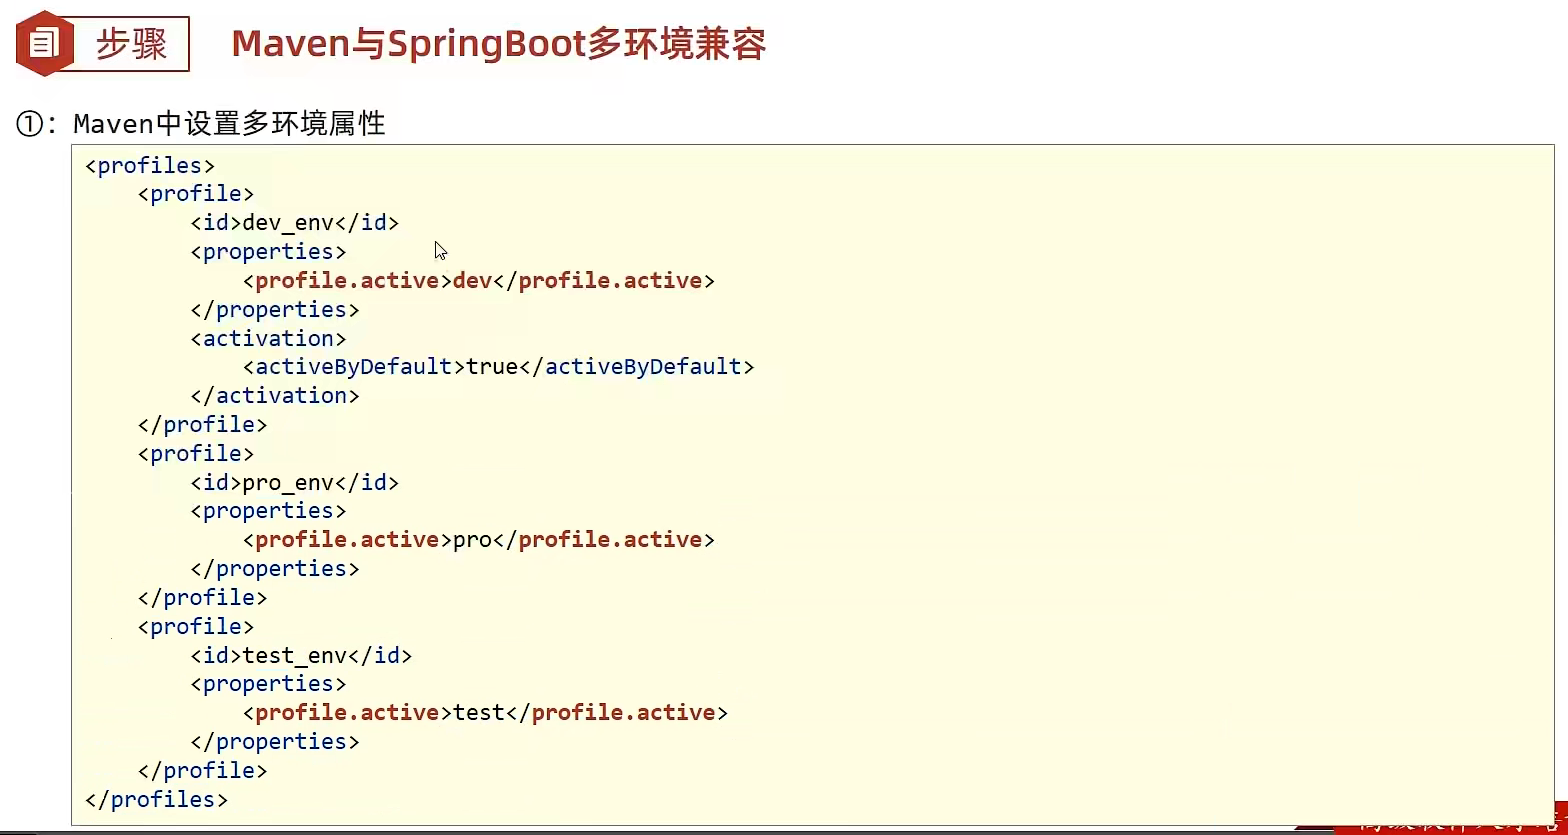 步骤
Maven与SpringBoot多环境兼容
①：Maven中设置多环境属性
<profiles>
    <profile>
        <id>dev_env</id>
        <properties>
            <profile.active>dev</profile.active>
        </properties>
        <activation>
            <activeByDefault>true</activeByDefault>
        </activation>
    </profile>
    <profile>
        <id>pro_env</id>
        <properties>
            <profile.active>pro</profile.active>
        </properties>
    </profile>
    <profile>
        <id>test_env</id>
        <properties>
            <profile.active>test</profile.active>
        </properties>
    </profile>
</profiles>